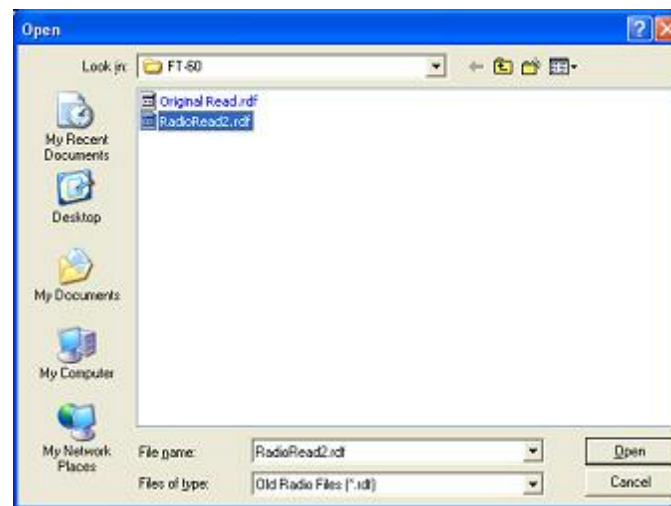 Open
Look in:
FT-60
Original Read.rdf
RadioRead2.rdf
My Recent
Documents
Desktop
My Documents
My Computer
My Network
Places
File name:
RadioRead2.rdf
Open
Files of type:
Old Radio Files (*.rdf)
Cancel